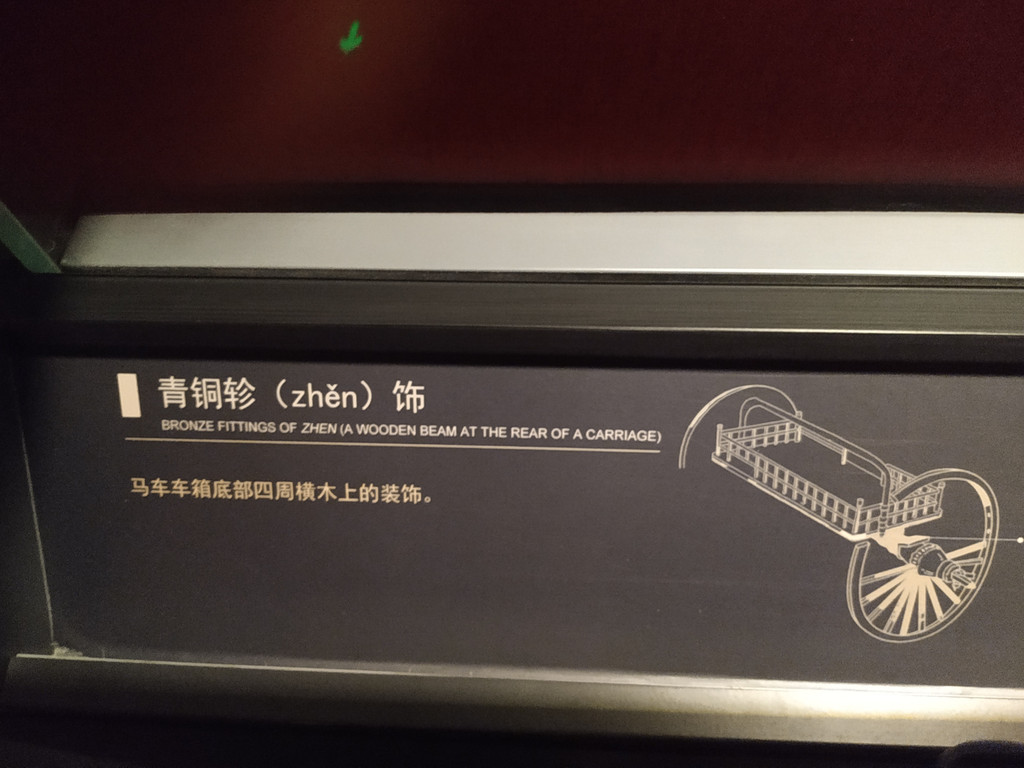 青铜轸（zhěn）饰
BRONZE FITTINGS OF ZHEN (A WOODEN BEAM AT THE REAR OF A CARRIAGE)
马车车箱底部四周横木上的装饰。